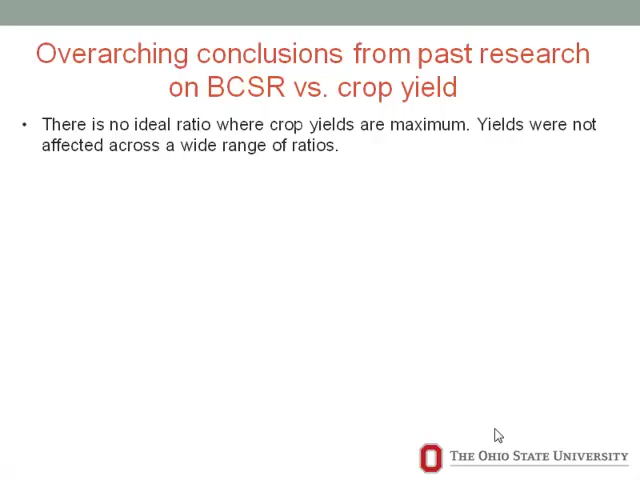 Overarching conclusions from past research
on BCSR vs. crop yield
• There is no ideal ratio where crop yields are maximum. Yields were not
affected across a wide range of ratios.
THE OHIO STATE UNIVERSITY